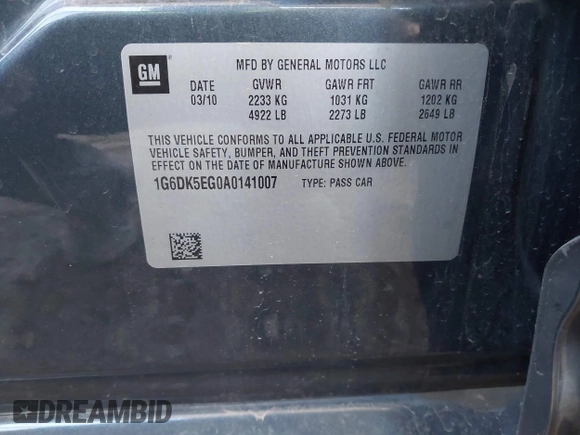 GM
MFD BY GENERAL MOTORS LLC
DATE GVWR GAWR FRT GAWR RR
03/10 2233 KG 1031 KG 1202 KG
4922 LB 2273 LB 2649 LB
THIS VEHICLE CONFORMS TO ALL APPLICABLE U.S. FEDERAL MOTOR
VEHICLE SAFETY, BUMPER, AND THEFT PREVENTION STANDARDS IN
EFFECT ON THE DATE OF MANUFACTURE SHOWN ABOVE.
1G6DK5EG0A0141007 TYPE: PASS CAR
DREAMBID